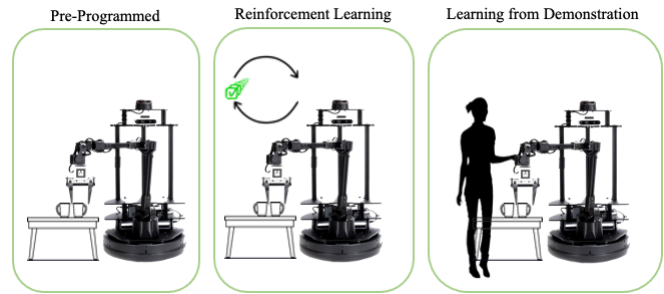 Pre-Programmed
Reinforcement Learning
Learning from Demonstration